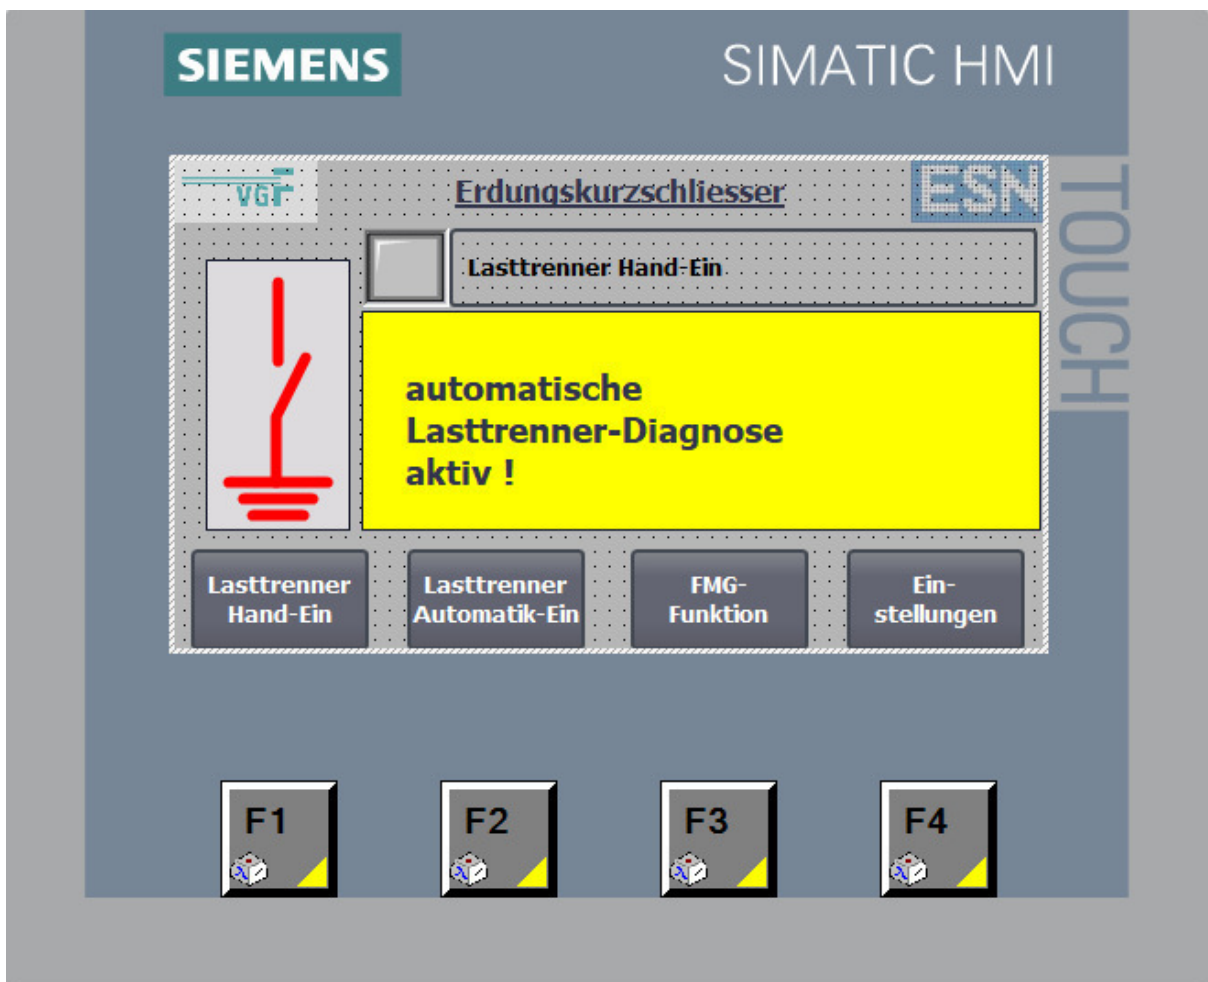 SIEMENS
SIMATIC HMI
TOUCH
VGF
Erdungskurzschliesser
ESN
Lasttrenner Hand-Ein
automatische
Lasttrenner-Diagnose
aktiv !
Lasttrenner
Hand-Ein
Lasttrenner
Automatik-Ein
FMG-
Funktion
Ein-
stellungen
F1
F2
F3
F4